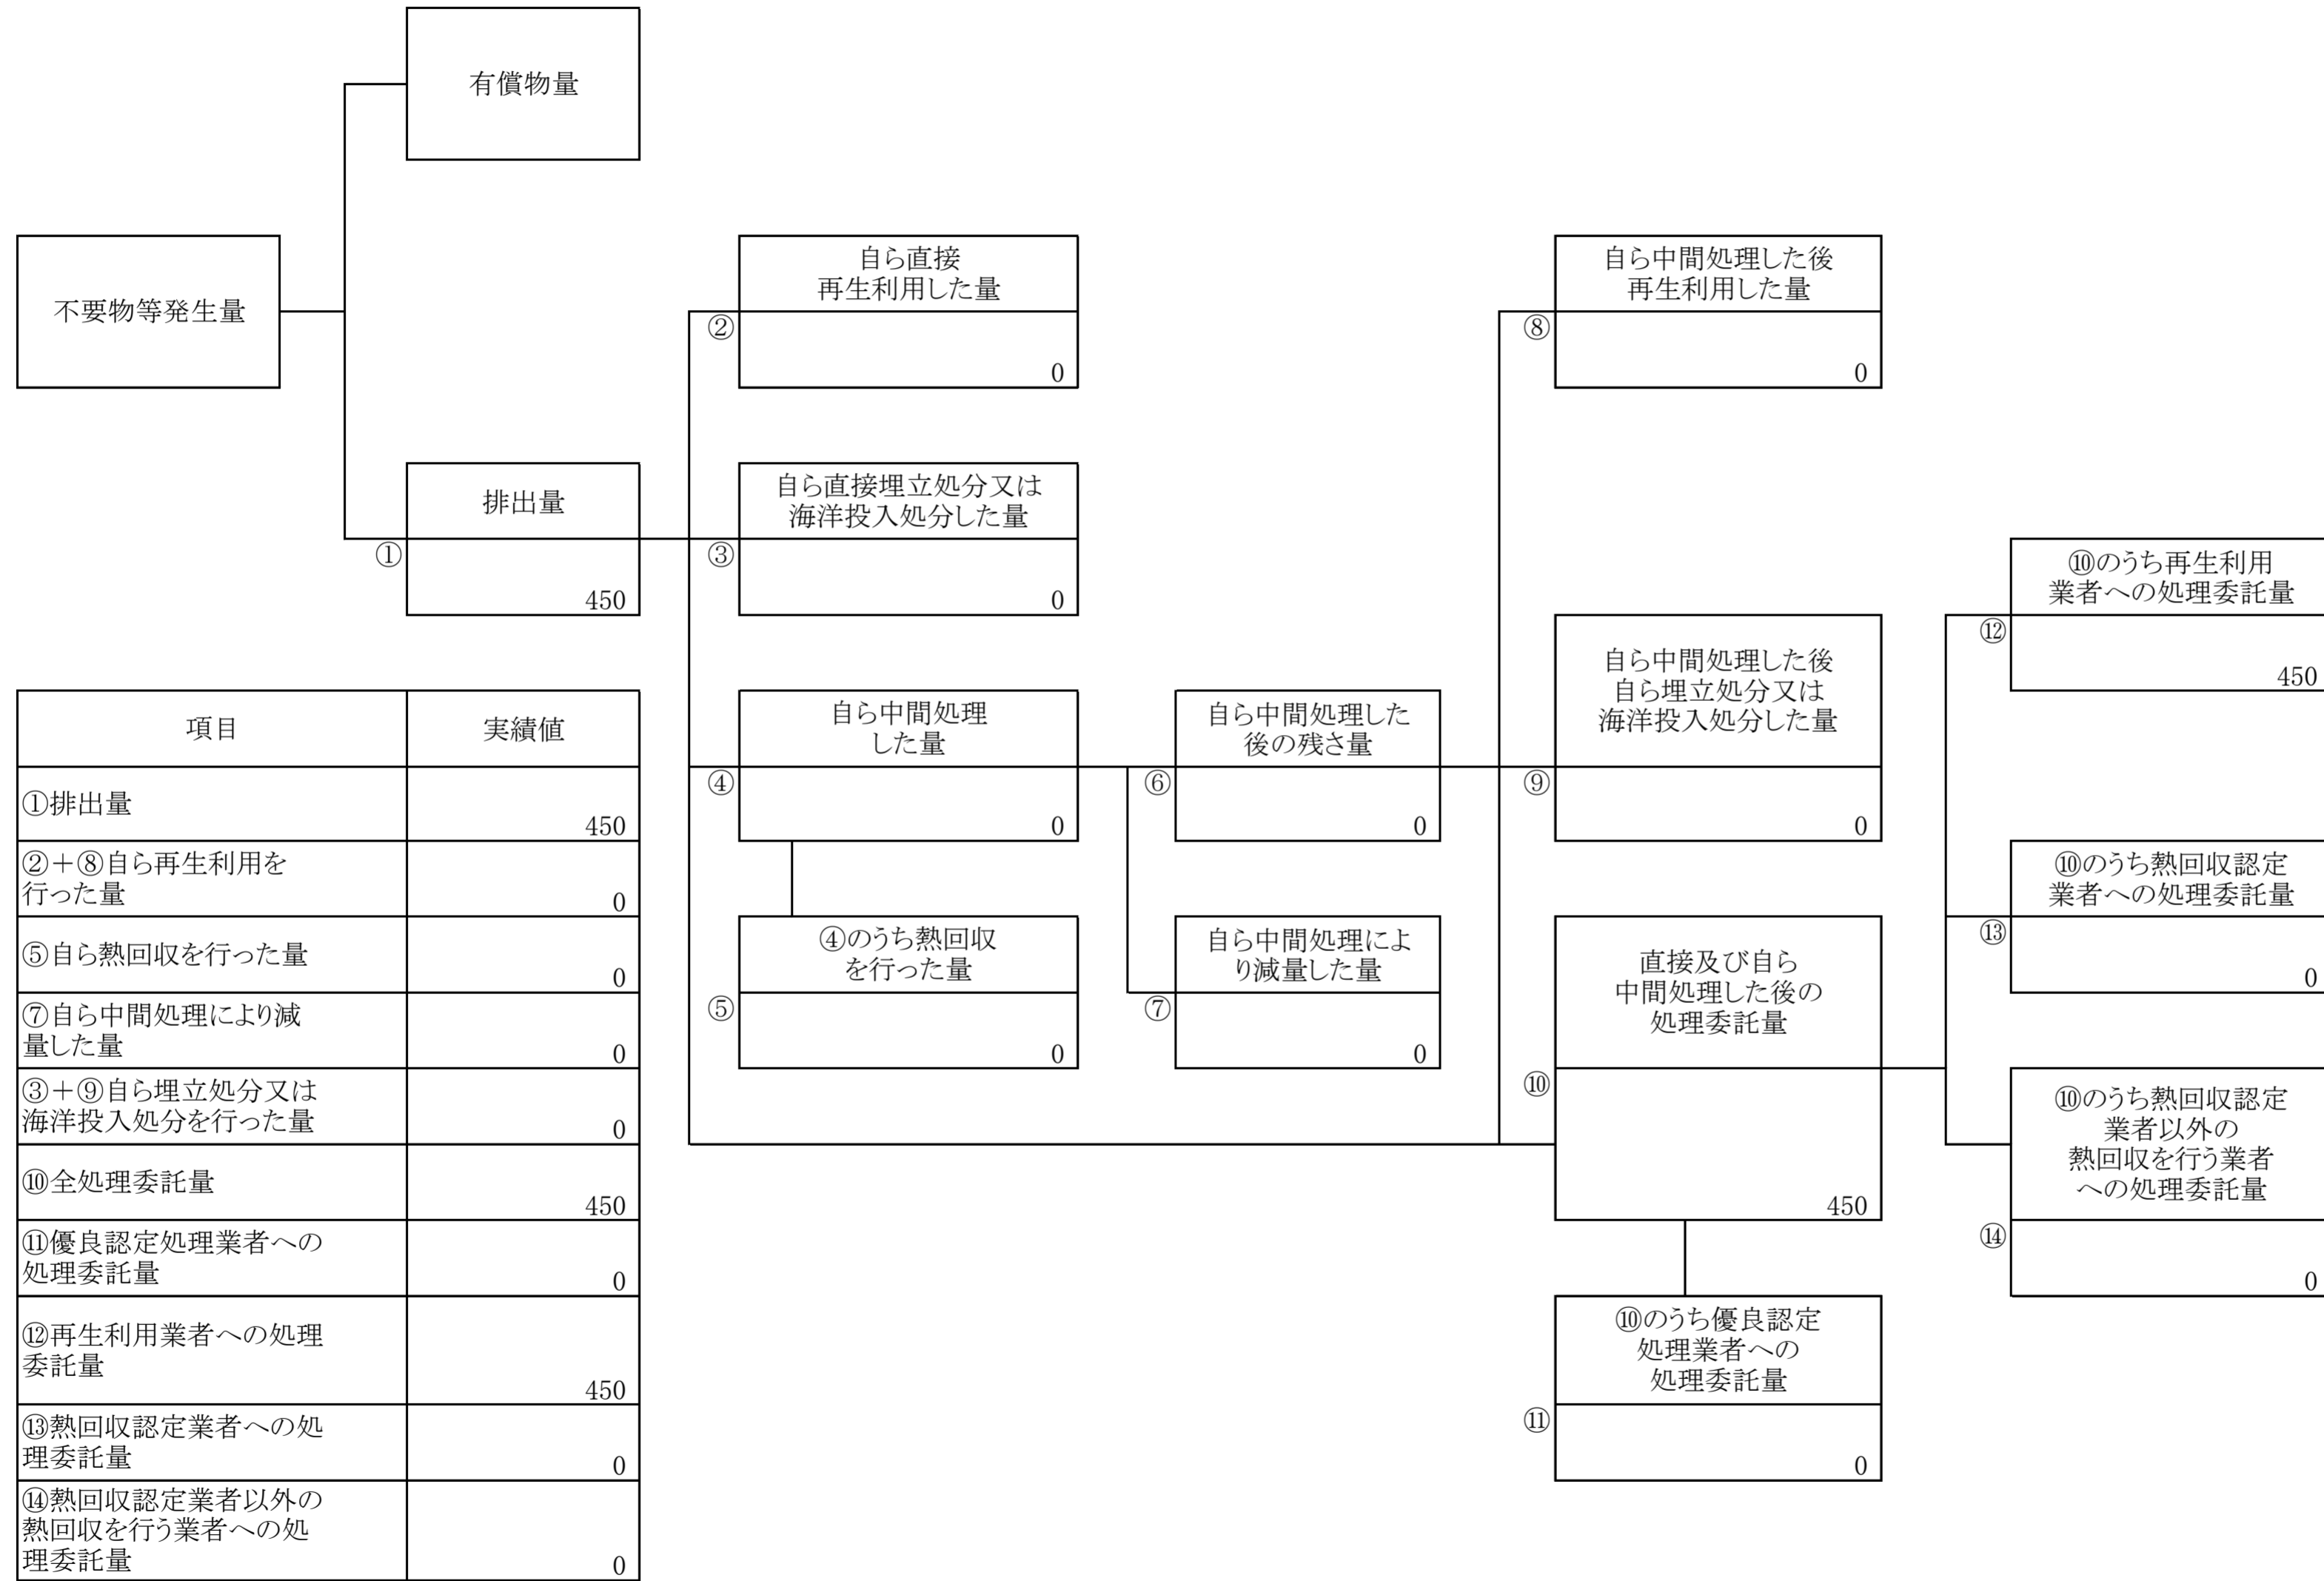 有償物量
不要物等発生量
自ら直接
再生利用した量
②
0
自ら中間処理した後
再生利用した量
⑧
0
排出量
①
450
自ら直接埋立処分又は
海洋投入処分した量
③
0
⑩のうち再生利用
業者への処理委託量
⑫
450
自ら中間処理
した量
④
0
自ら中間処理した
後の残さ量
⑥
0
自ら中間処理した後
自ら埋立処分又は
海洋投入処分した量
⑨
0
⑩のうち熱回収認定
業者への処理委託量
⑬
0
④のうち熱回収
を行った量
⑤
0
自ら中間処理によ
り減量した量
⑦
0
直接及び自ら
中間処理した後の
処理委託量
⑩
450
⑩のうち熱回収認定
業者以外の
熱回収を行う業者
への処理委託量
⑭
0
⑩のうち優良認定
処理業者への
処理委託量
⑪
0
項目 実績値
①排出量
450
②＋⑧自ら再生利用を
行った量
0
⑤自ら熱回収を行った量
0
⑦自ら中間処理により減
量した量
0
③＋⑨自ら埋立処分又は
海洋投入処分を行った量
0
⑩全処理委託量
450
⑪優良認定処理業者への
処理委託量
0
⑫再生利用業者への処理
委託量
450
⑬熱回収認定業者への処
理委託量
0
⑭熱回収認定業者以外の
熱回収を行う業者への処
理委託量
0